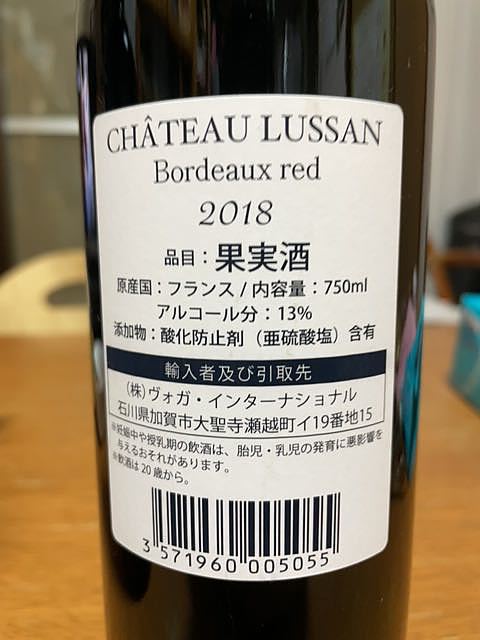 CHÂTEAU LUSSAN
Bordeaux red
2018
品目：果実酒
原産国：フランス / 内容量：750ml
アルコール分：13%
添加物：酸化防止剤（亜硫酸塩）含有
輸入者及び引取先
（株）ヴォガ・インターナショナル
石川県加賀市大聖寺瀬越町イ19番地15
※妊娠中や授乳期の飲酒は、胎児・乳児の発育に悪影響を
与えるおそれがあります。
※飲酒は20歳から。
3 571960 005055